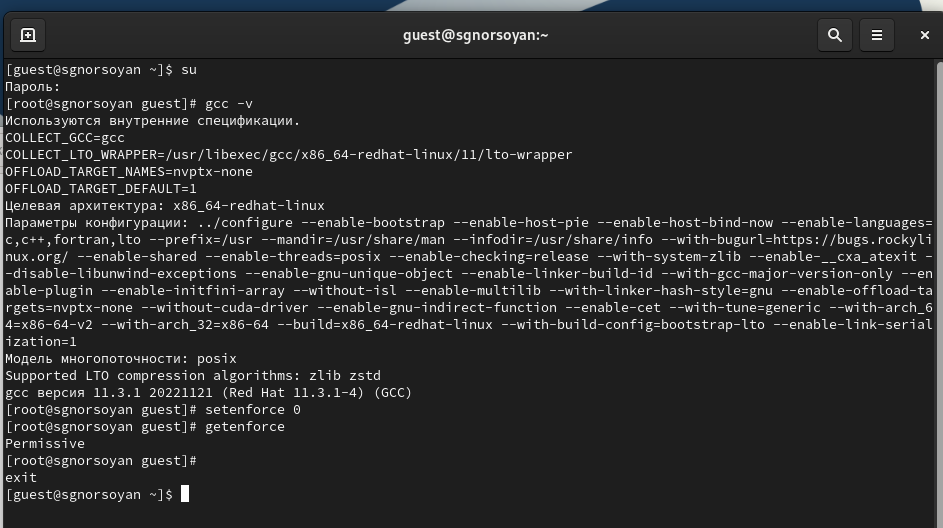 guest@sgnorsoyan:~
[guest@sgnorsoyan ~]$ su
Пароль:
[root@sgnorsoyan guest]# gcc -v
Используются внутренние спецификации.
COLLECT_GCC=gcc
COLLECT_LTO_WRAPPER=/usr/libexec/gcc/x86_64-redhat-linux/11/lto-wrapper
OFFLOAD_TARGET_NAMES=nvptx-none
OFFLOAD_TARGET_DEFAULT=1
Целевая архитектура: x86_64-redhat-linux
Параметры конфигурации: ../configure --enable-bootstrap --enable-host-pie --enable-host-bind-now --enable-languages=
c,c++,fortran,lto --prefix=/usr --mandir=/usr/share/man --infodir=/usr/share/info --with-bugurl=https://bugs.rockyli
nux.org/ --enable-shared --enable-threads=posix --enable-checking=release --with-system-zlib --enable-__cxa_atexit -
-disable-libunwind-exceptions --enable-gnu-unique-object --enable-linker-build-id --with-gcc-major-version-only --en
able-plugin --enable-initfini-array --without-isl --enable-multilib --with-linker-hash-style=gnu --enable-offload-ta
rgets=nvptx-none --without-cuda-driver --enable-gnu-indirect-function --enable-cet --with-tune=generic --with-arch_6
4=x86-64-v2 --with-arch_32=x86-64 --build=x86_64-redhat-linux --with-build-config=bootstrap-lto --enable-link-serial
ization=1
Модель многопоточности: posix
Supported LTO compression algorithms: zlib zstd
gcc версия 11.3.1 20221121 (Red Hat 11.3.1-4) (GCC)
[root@sgnorsoyan guest]# setenforce 0
[root@sgnorsoyan guest]# getenforce
Permissive
[root@sgnorsoyan guest]#
exit
[guest@sgnorsoyan ~]$